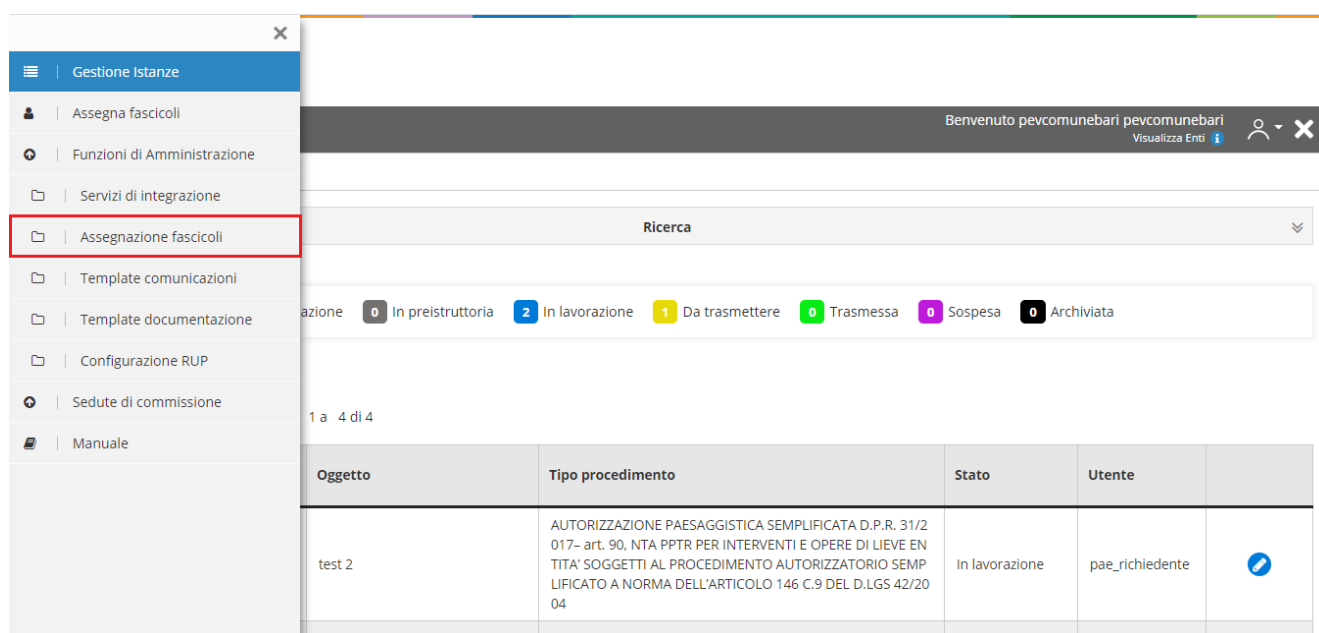 Gestione Istanze
Assegna fascicoli
Funzioni di Amministrazione
Servizi di integrazione
Assegnazione fascicoli
Template comunicazioni
Template documentazione
Configurazione RUP
Sedute di commissione
Manuale
Benvenuto pevcomunebari pevcomunebari
Visualizza Enti i
Ricerca
azione 0 In preistruttoria 2 In lavorazione 1 Da trasmettere 0 Trasmessa 0 Sospesa 0 Archiviata
1 a 4 di 4
Oggetto Tipo procedimento Stato Utente
AUTORIZZAZIONE PAESAGGISTICA SEMPLIFICATA D.P.R. 31/2
017– art. 90, NTA PPTR PER INTERVENTI E OPERE DI LIEVE EN
test 2 TITA’ SOGGETTI AL PROCEDIMENTO AUTORIZZATORIO SEMP In lavorazione pae_richiedente
LIFICATO A NORMA DELL’ARTICOLO 146 C.9 DEL D.LGS 42/20
04